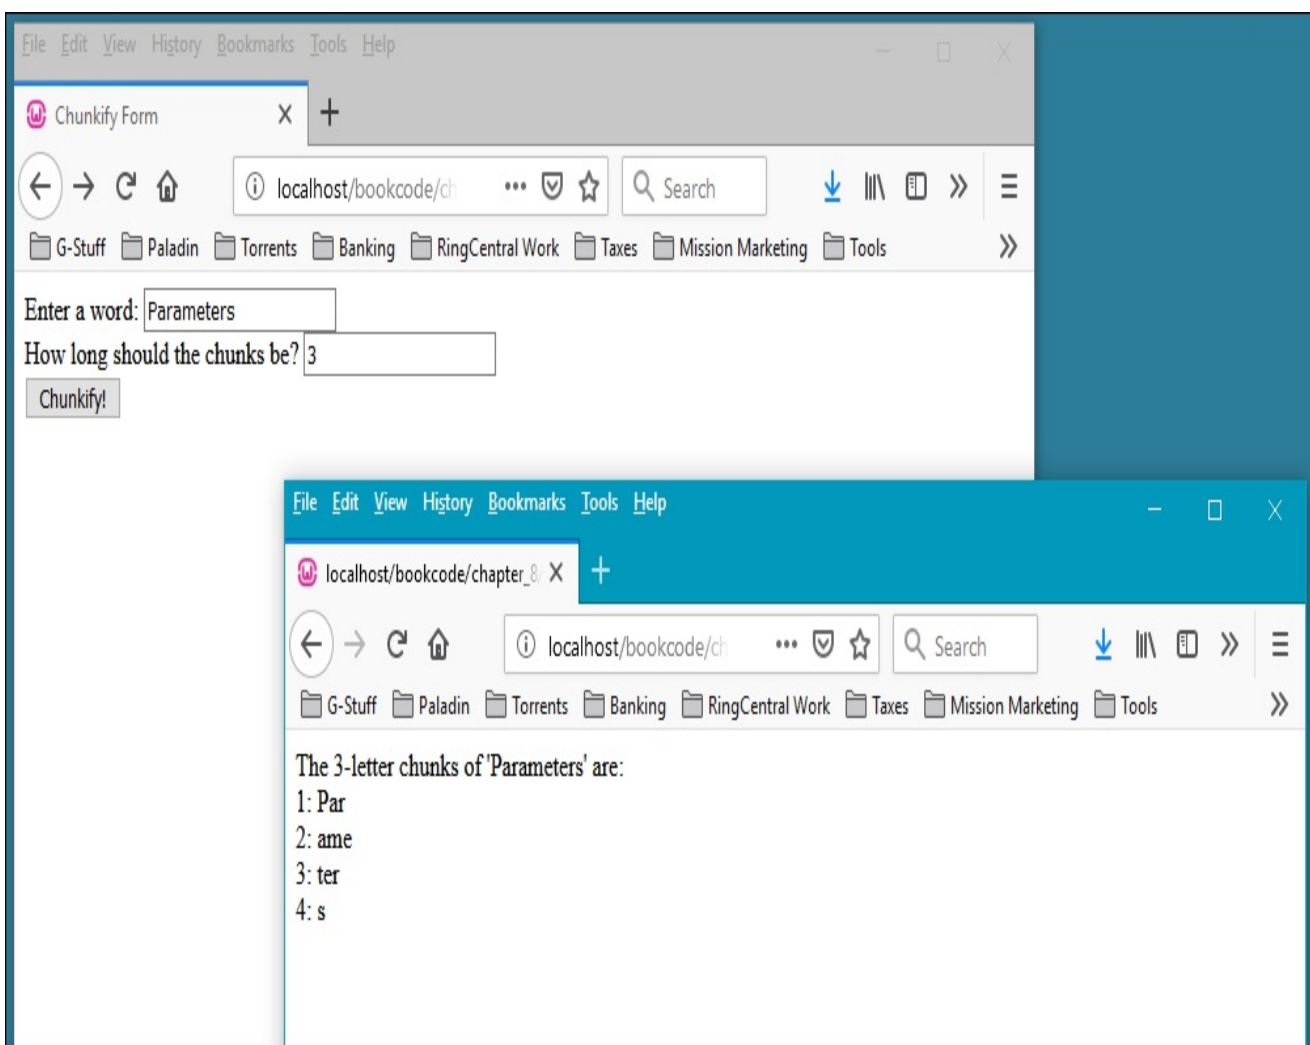 File Edit View History Bookmarks Tools Help
Chunkify Form
localhost/bookcode/ch
Search
G-Stuff Paladin Torrents Banking RingCentral Work Taxes Mission Marketing Tools
Enter a word: Parameters
How long should the chunks be? 3
Chunkify!
File Edit View History Bookmarks Tools Help
localhost/bookcode/chapter_8
localhost/bookcode/ch
Search
G-Stuff Paladin Torrents Banking RingCentral Work Taxes Mission Marketing Tools
The 3-letter chunks of 'Parameters' are:
1: Par
2: ame
3: ter
4: s